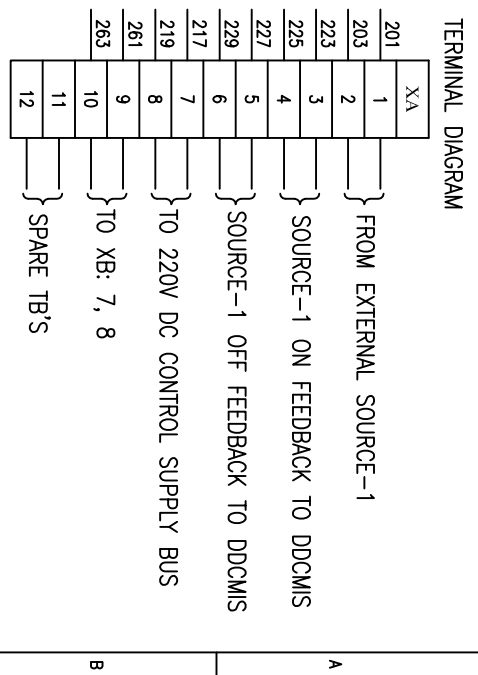 TERMINAL DIAGRAM
XA
201 1
203 2
FROM EXTERNAL SOURCE-1
223 3
225 4
SOURCE-1 ON FEEDBACK TO DDCMIS
227 5
229 6
SOURCE-1 OFF FEEDBACK TO DDCMIS
217 7
219 8
TO 220V DC CONTROL SUPPLY BUS
261 9
263 10
TO XB: 7, 8
11
12
SPARE TB'S
A
B